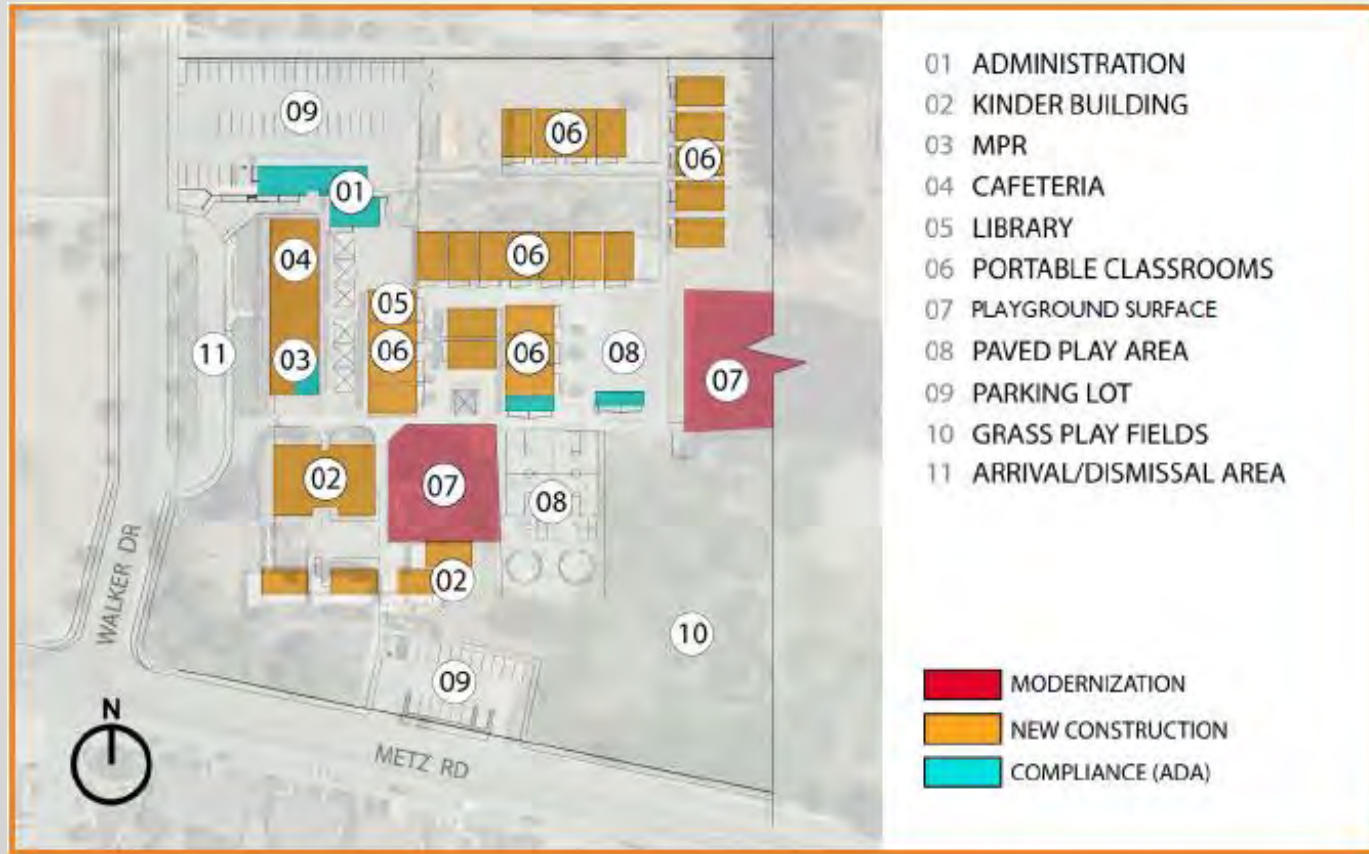 09
06
06
01
04
06
05
06
06
08
11
03
07
02
07
08
02
10
09
WALKER DR
METZ RD
N
01 ADMINISTRATION
02 KINDER BUILDING
03 MPR
04 CAFETERIA
05 LIBRARY
06 PORTABLE CLASSROOMS
07 PLAYGROUND SURFACE
08 PAVED PLAY AREA
09 PARKING LOT
10 GRASS PLAY FIELDS
11 ARRIVAL/DISMISSAL AREA
MODERNIZATION
NEW CONSTRUCTION
COMPLIANCE (ADA)